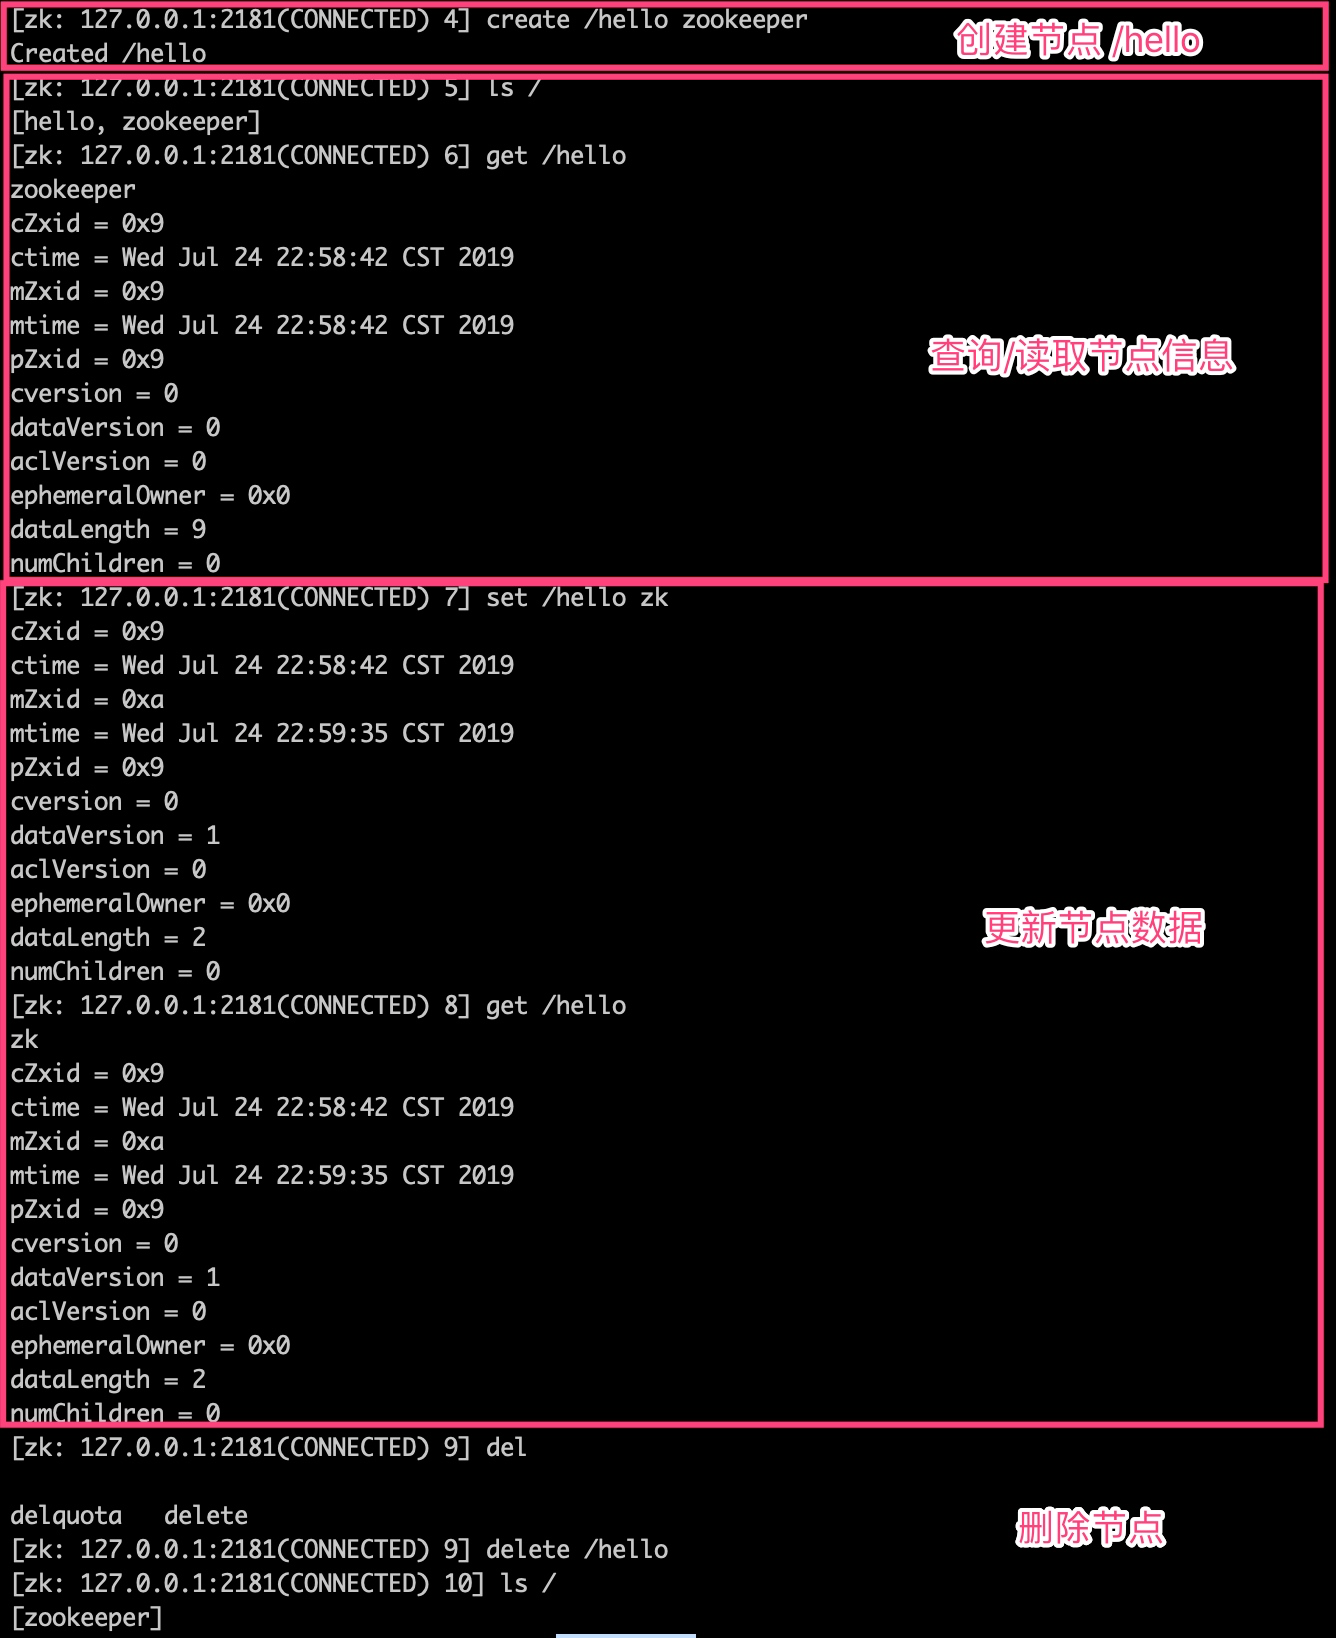 [zk: 127.0.0.1:2181(CONNECTED) 4] create /hello zookeeper
Created /hello
创建节点 /hello
[zk: 127.0.0.1:2181(CONNECTED) 5] ls /
[hello, zookeeper]
[zk: 127.0.0.1:2181(CONNECTED) 6] get /hello
zookeeper
cZxid = 0x9
ctime = Wed Jul 24 22:58:42 CST 2019
mZxid = 0x9
mtime = Wed Jul 24 22:58:42 CST 2019
pZxid = 0x9
cversion = 0
dataVersion = 0
aclVersion = 0
ephemeralOwner = 0x0
dataLength = 9
numChildren = 0
查询/读取节点信息
[zk: 127.0.0.1:2181(CONNECTED) 7] set /hello zk
cZxid = 0x9
ctime = Wed Jul 24 22:58:42 CST 2019
mZxid = 0xa
mtime = Wed Jul 24 22:59:35 CST 2019
pZxid = 0x9
cversion = 0
dataVersion = 1
aclVersion = 0
ephemeralOwner = 0x0
dataLength = 2
numChildren = 0
[zk: 127.0.0.1:2181(CONNECTED) 8] get /hello
zk
cZxid = 0x9
ctime = Wed Jul 24 22:58:42 CST 2019
mZxid = 0xa
mtime = Wed Jul 24 22:59:35 CST 2019
pZxid = 0x9
cversion = 0
dataVersion = 1
aclVersion = 0
ephemeralOwner = 0x0
dataLength = 2
numChildren = 0
更新节点数据
[zk: 127.0.0.1:2181(CONNECTED) 9] del
delquota   delete
[zk: 127.0.0.1:2181(CONNECTED) 9] delete /hello
[zk: 127.0.0.1:2181(CONNECTED) 10] ls /
[zookeeper]
删除节点